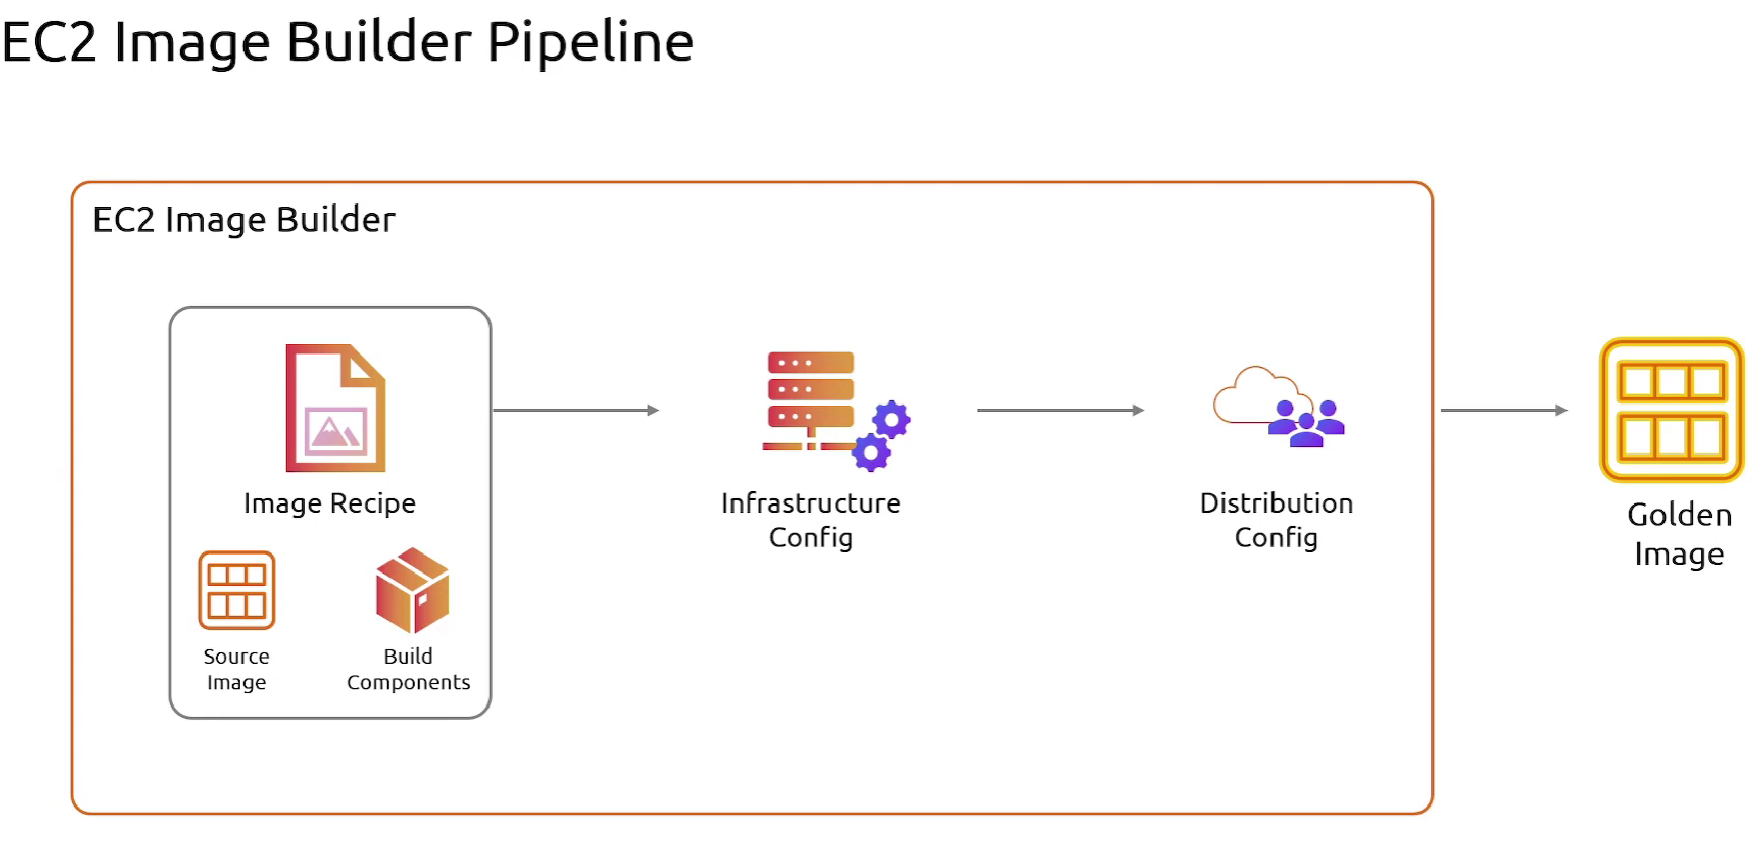 EC2 Image Builder Pipeline
EC2 Image Builder
Image Recipe
Source
Image
Build
Components
Infrastructure
Config
Distribution
Config
Golden
Image